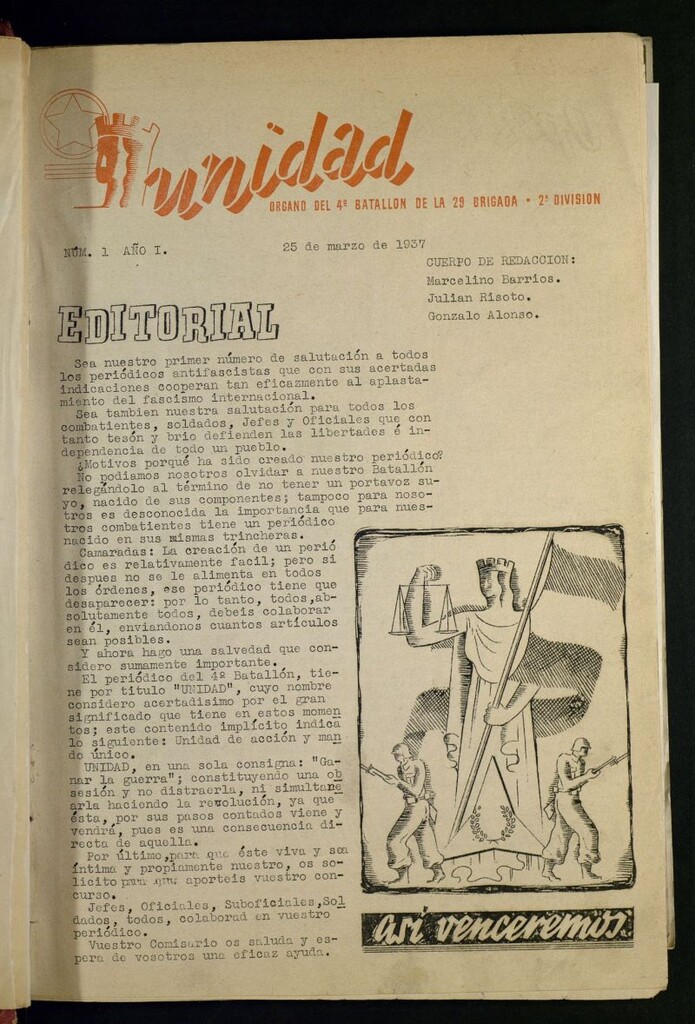 unidad
ORGANO DEL 4º BATALLON DE LA 29 BRIGADA • 2ª DIVISION
NÚM. 1 AÑO I.
25 de marzo de 1937
CUERPO DE REDACCION:
Marcelino Barrios.
Julian Risoto.
Gonzalo Alonso.
EDITORIAL
Sea nuestro primer número de salutación a todos
los periódicos antifascistas que con sus acertadas
indicaciones cooperan tan eficazmente al aplasta-
miento del fascismo internacional.
Sea tambien nuestra salutación para todos los
combatientes, soldados, Jefes y Oficiales que con
tanto tesón y brio defienden las libertades é in-
dependencia de todo un pueblo.
¿Motivos porqué ha sido creado nuestro periódico?
No podiamos nosotros olvidar a nuestro Batallón
relegándolo al término de no tener un portavoz su-
yo, nacido de sus componentes; tampoco para noso-
tros es desconocida la importancia que para nues-
tros combatientes tiene un periódico
nacido en sus mismas trincheras.
Camaradas: La creación de un perió
dico es relativamente facil; pero si
despues no se le alimenta en todos
los órdenes, ese periódico tiene que
desaparecer: por lo tanto, todos,ab-
solutamente todos, debeis colaborar
en él, enviandonos cuantos artículos
sean posibles.
Y ahora hago una salvedad que con-
sidero sumamente importante.
El periódico del 4º Batallón, tie-
ne por titulo "UNIDAD", cuyo nombre
considero acertadisimo por el gran
significado que tiene en estos momen
tos; este contenido implícito indica
lo siguiente: Unidad de acción y man
do único.
UNIDAD, en una sola consigna: "Ga-
nar la guerra"; constituyendo una ob
sesión y no distraerla, ni simultane
arla haciendo la revolución, ya que
ésta, por sus pasos contados viene y
vendrá, pues es una consecuencia di-
recta de aquella.
Por último,para que éste viva y sea
íntima y propiamente nuestro, os so-
licito para que aporteis vuestro con-
curso.
Jefes, Oficiales, Suboficiales,Sol
dados, todos, colaborad en vuestro
periódico.
Vuestro Comisario os saluda y es-
pera de vosotros una eficaz ayuda.
así venceremos